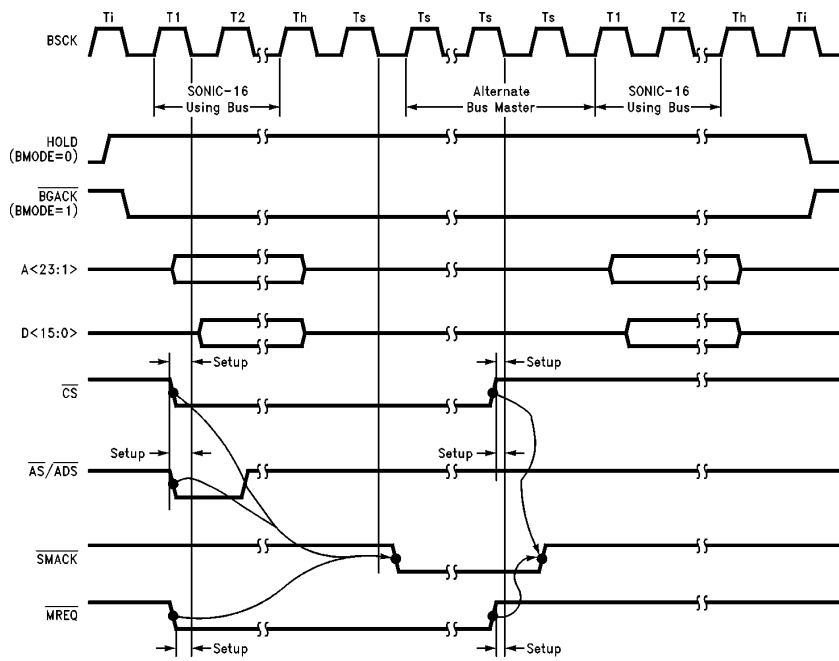 Ti T1 T2 Th Ts Ts Ts Ts T1 T2 Th Ti
BSCK
SONIC-16
Using Bus
Alternate
Bus Master
SONIC-16
Using Bus
HOLD
(BMODE=0)
BGACK
(BMODE=1)
A<23:1>
D<15:0>
Setup
Setup
CS
Setup
Setup
AS/ADS
SMACK
MREQ
Setup
Setup